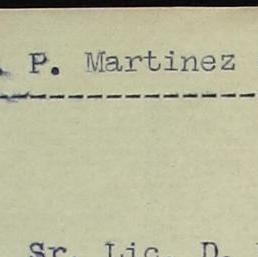 . P. Martinez
Sr. Lic. D.